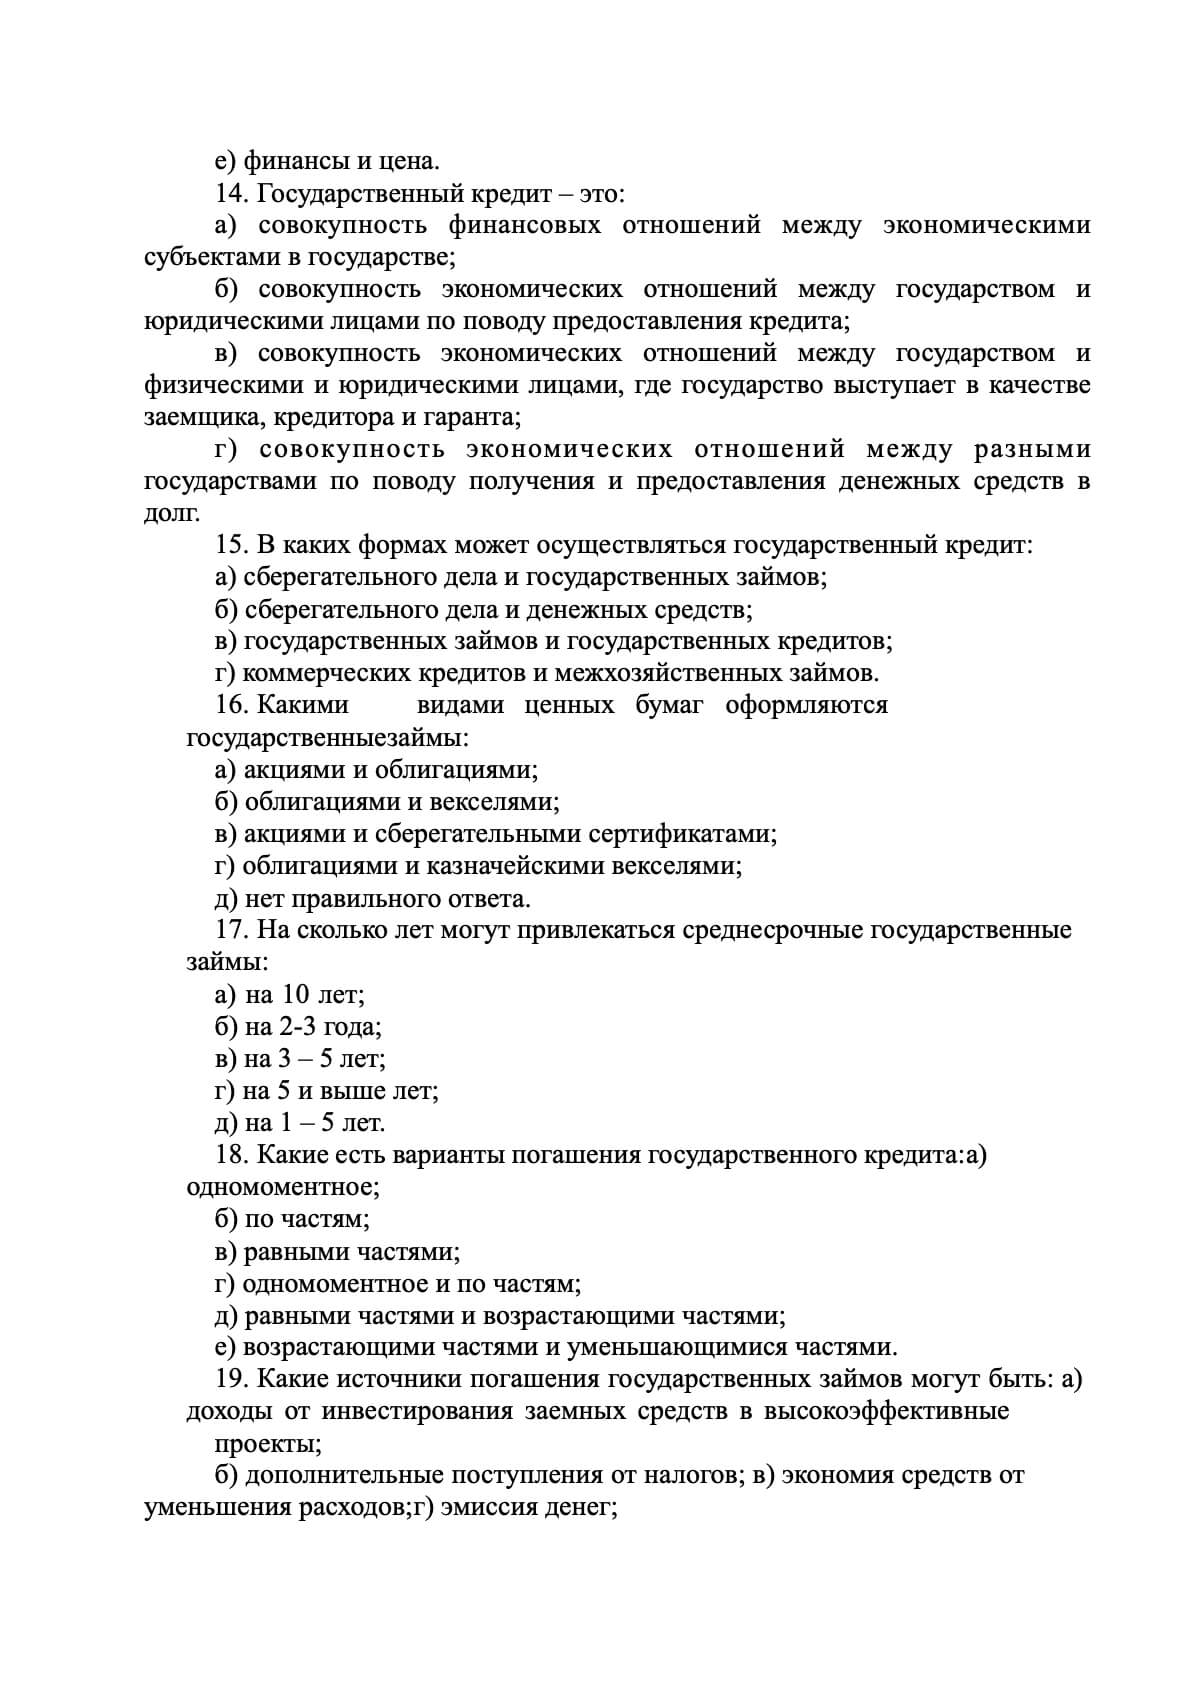 е) финансы и цена.
14. Государственный кредит – это:
а) совокупность финансовых отношений между экономическими
субъектами в государстве;
б) совокупность экономических отношений между государством и
юридическими лицами по поводу предоставления кредита;
в) совокупность экономических отношений между государством и
физическими и юридическими лицами, где государство выступает в качестве
заемщика, кредитора и гаранта;
г) совокупность экономических отношений между разными
государствами по поводу получения и предоставления денежных средств в
долг.
15. В каких формах может осуществляться государственный кредит:
а) сберегательного дела и государственных займов;
б) сберегательного дела и денежных средств;
в) государственных займов и государственных кредитов;
г) коммерческих кредитов и межхозяйственных займов.
16. Какими видами ценных бумаг оформляются
государственныезаймы:
а) акциями и облигациями;
б) облигациями и векселями;
в) акциями и сберегательными сертификатами;
г) облигациями и казначейскими векселями;
д) нет правильного ответа.
17. На сколько лет могут привлекаться среднесрочные государственные
займы:
а) на 10 лет;
б) на 2-3 года;
в) на 3 – 5 лет;
г) на 5 и выше лет;
д) на 1 – 5 лет.
18. Какие есть варианты погашения государственного кредита:а)
одномоментное;
б) по частям;
в) равными частями;
г) одномоментное и по частям;
д) равными частями и возрастающими частями;
е) возрастающими частями и уменьшающимися частями.
19. Какие источники погашения государственных займов могут быть: а)
доходы от инвестирования заемных средств в высокоэффективные
проекты;
б) дополнительные поступления от налогов; в) экономия средств от
уменьшения расходов;г) эмиссия денег;